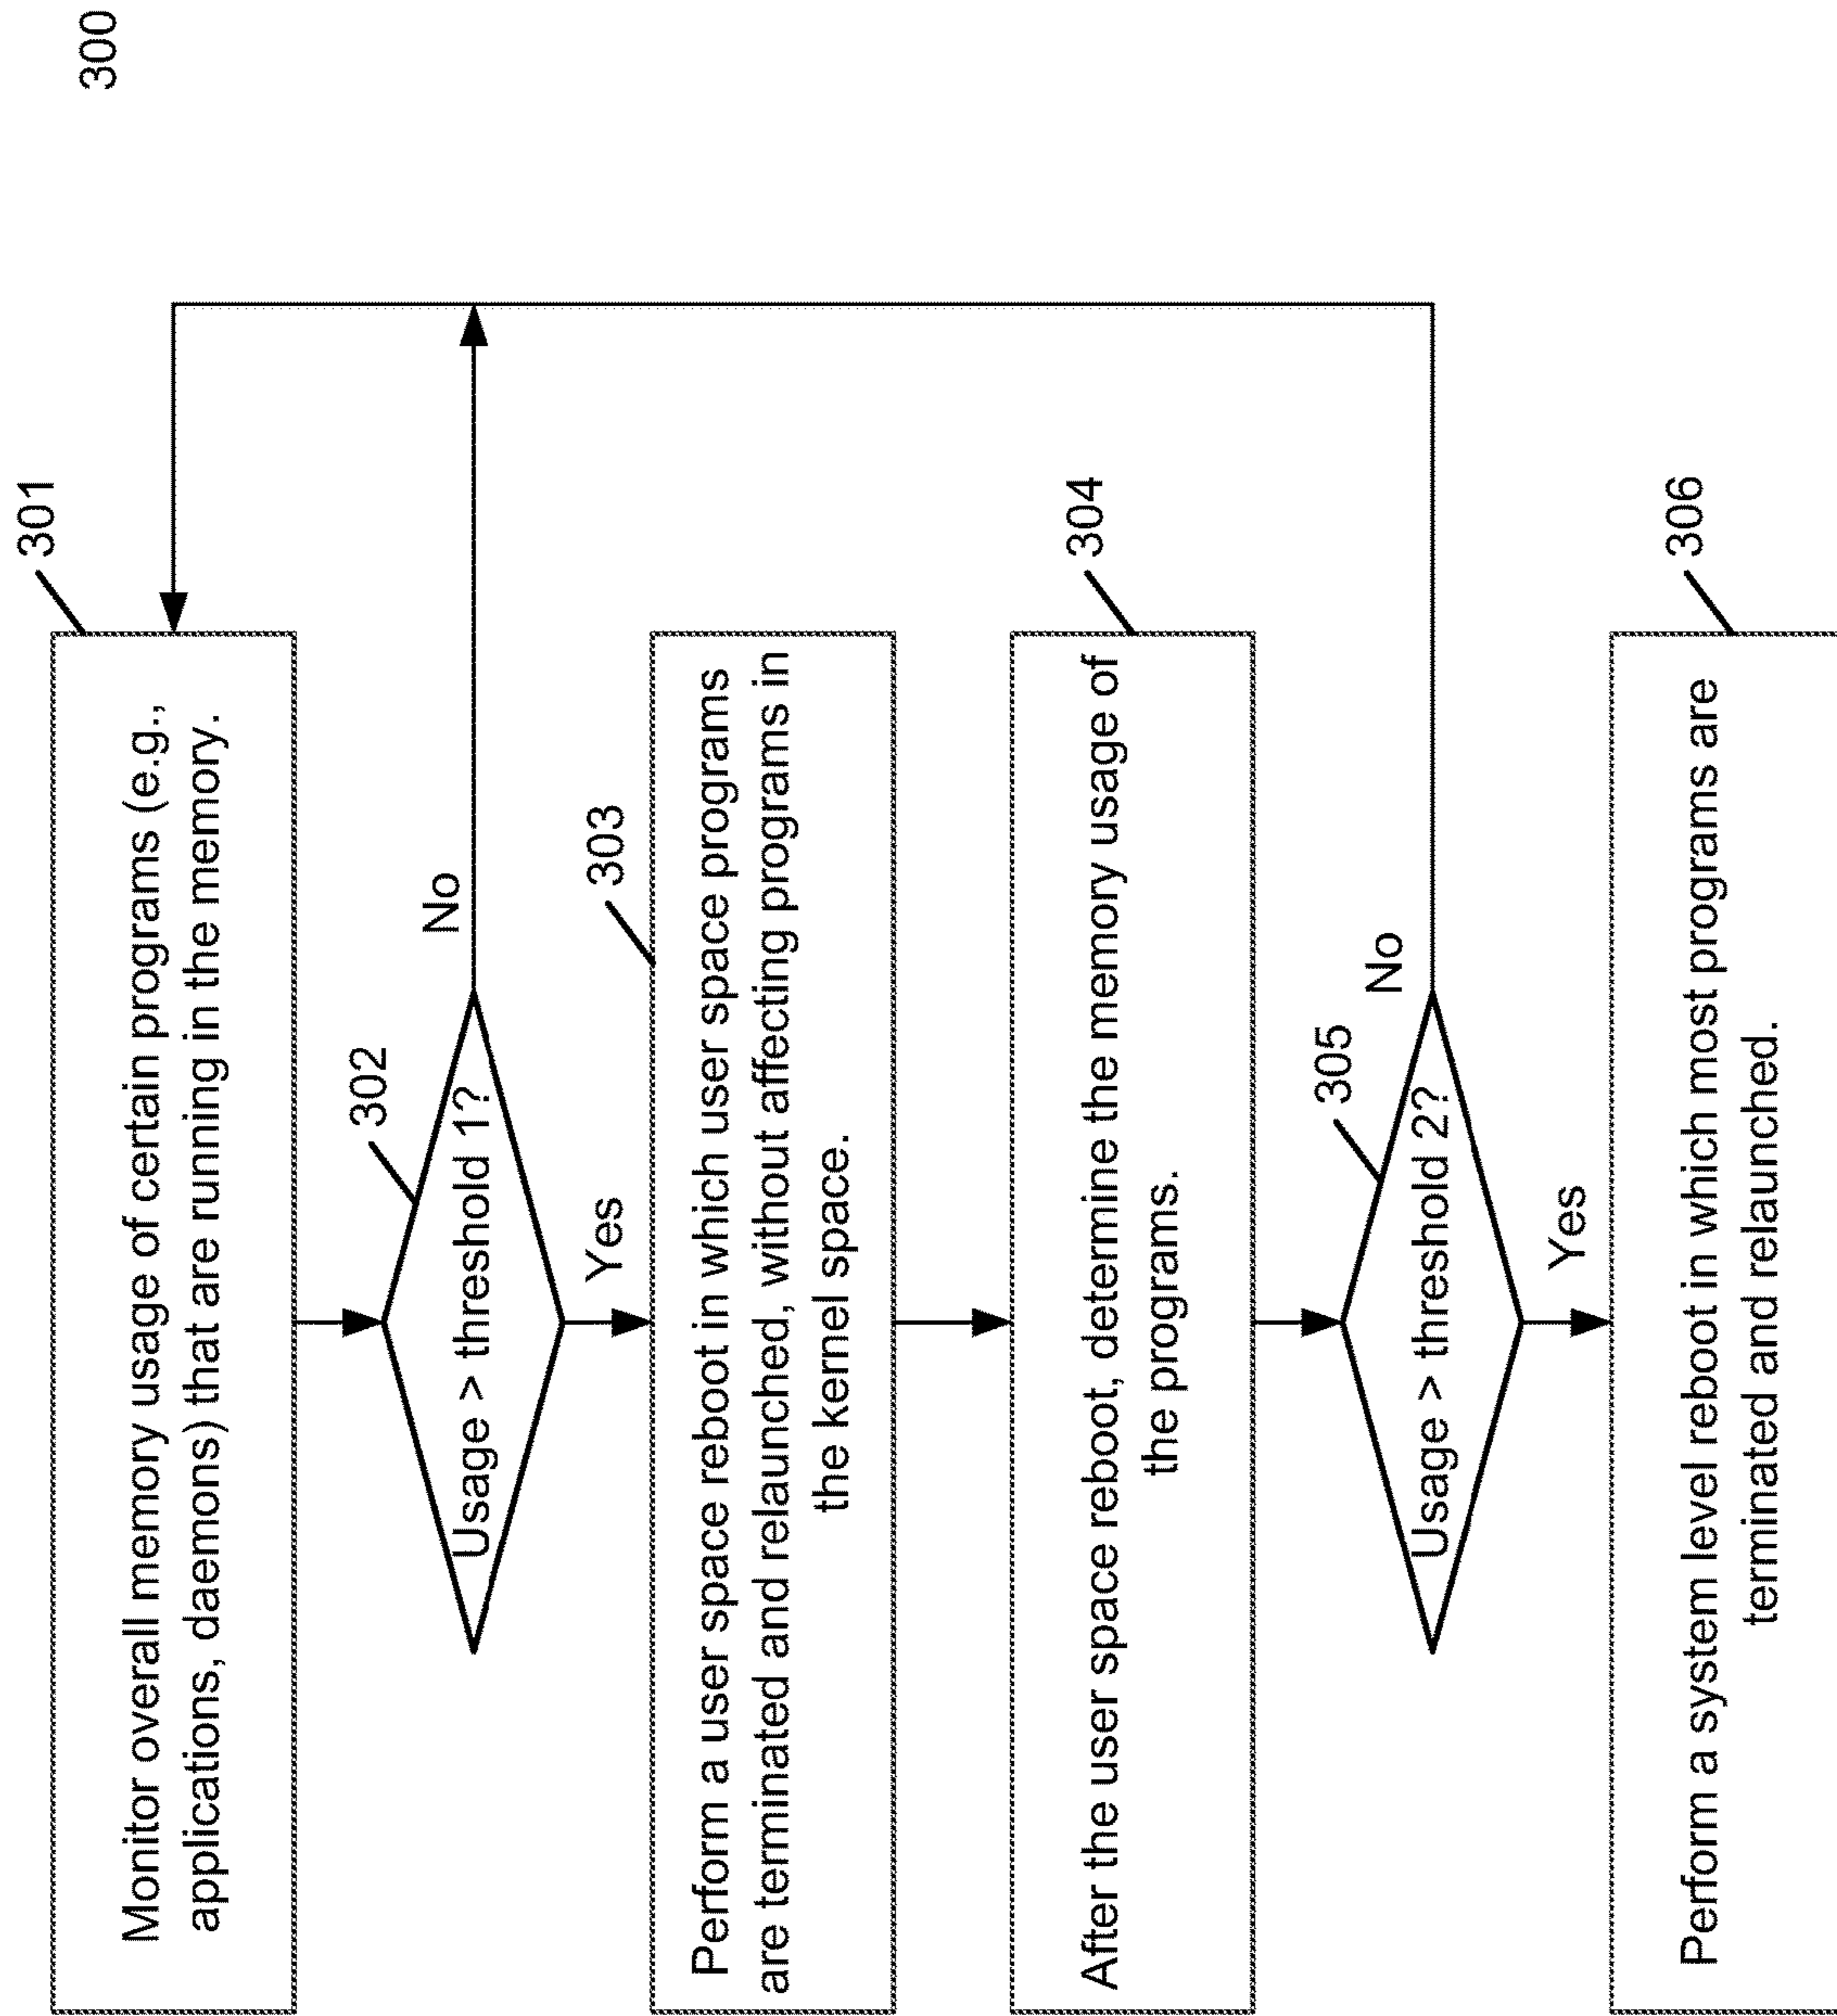 300
301
Monitor overall memory usage of certain programs (e.g.,
applications, daemons) that are running in the memory.
302
Usage > threshold 1?
No
Yes
303
Perform a user space reboot in which user space programs
are terminated and relaunched, without affecting programs in
the kernel space.
304
After the user space reboot, determine the memory usage of
the programs.
305
Usage > threshold 2?
No
Yes
306
Perform a system level reboot in which most programs are
terminated and relaunched.